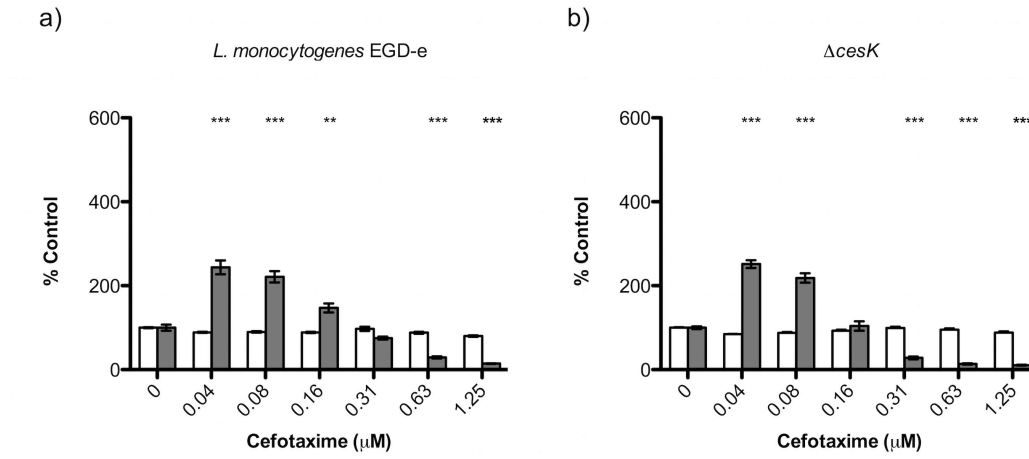 a)
L. monocytogenes EGD-e
*** *** ** *** ***
600
400
200
0
% Control
0 0.04 0.08 0.16 0.31 0.63 1.25
Cefotaxime (μM)
b)
ΔcesK
*** *** *** *** ***
600
400
200
0
% Control
0 0.04 0.08 0.16 0.31 0.63 1.25
Cefotaxime (μM)